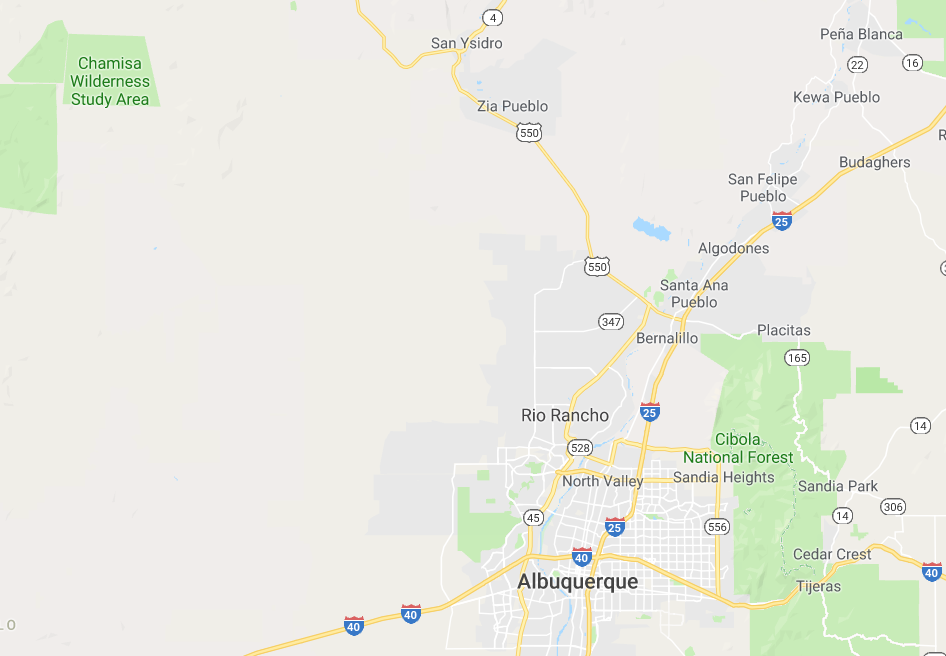 4
San Ysidro
Peña Blanca
Chamisa
Wilderness
Study Area
22
16
Kewa Pueblo
Zia Pueblo
550
R
Budaghers
San Felipe
Pueblo
25
Algodones
550
Santa Ana
Pueblo
347
Bernalillo
Placitas
165
Rio Rancho
25
14
528
Cibola
National Forest
North Valley
Sandia Heights
Sandia Park
306
45
14
25
556
40
Cedar Crest
40
Albuquerque
Tijeras
40
40
LO